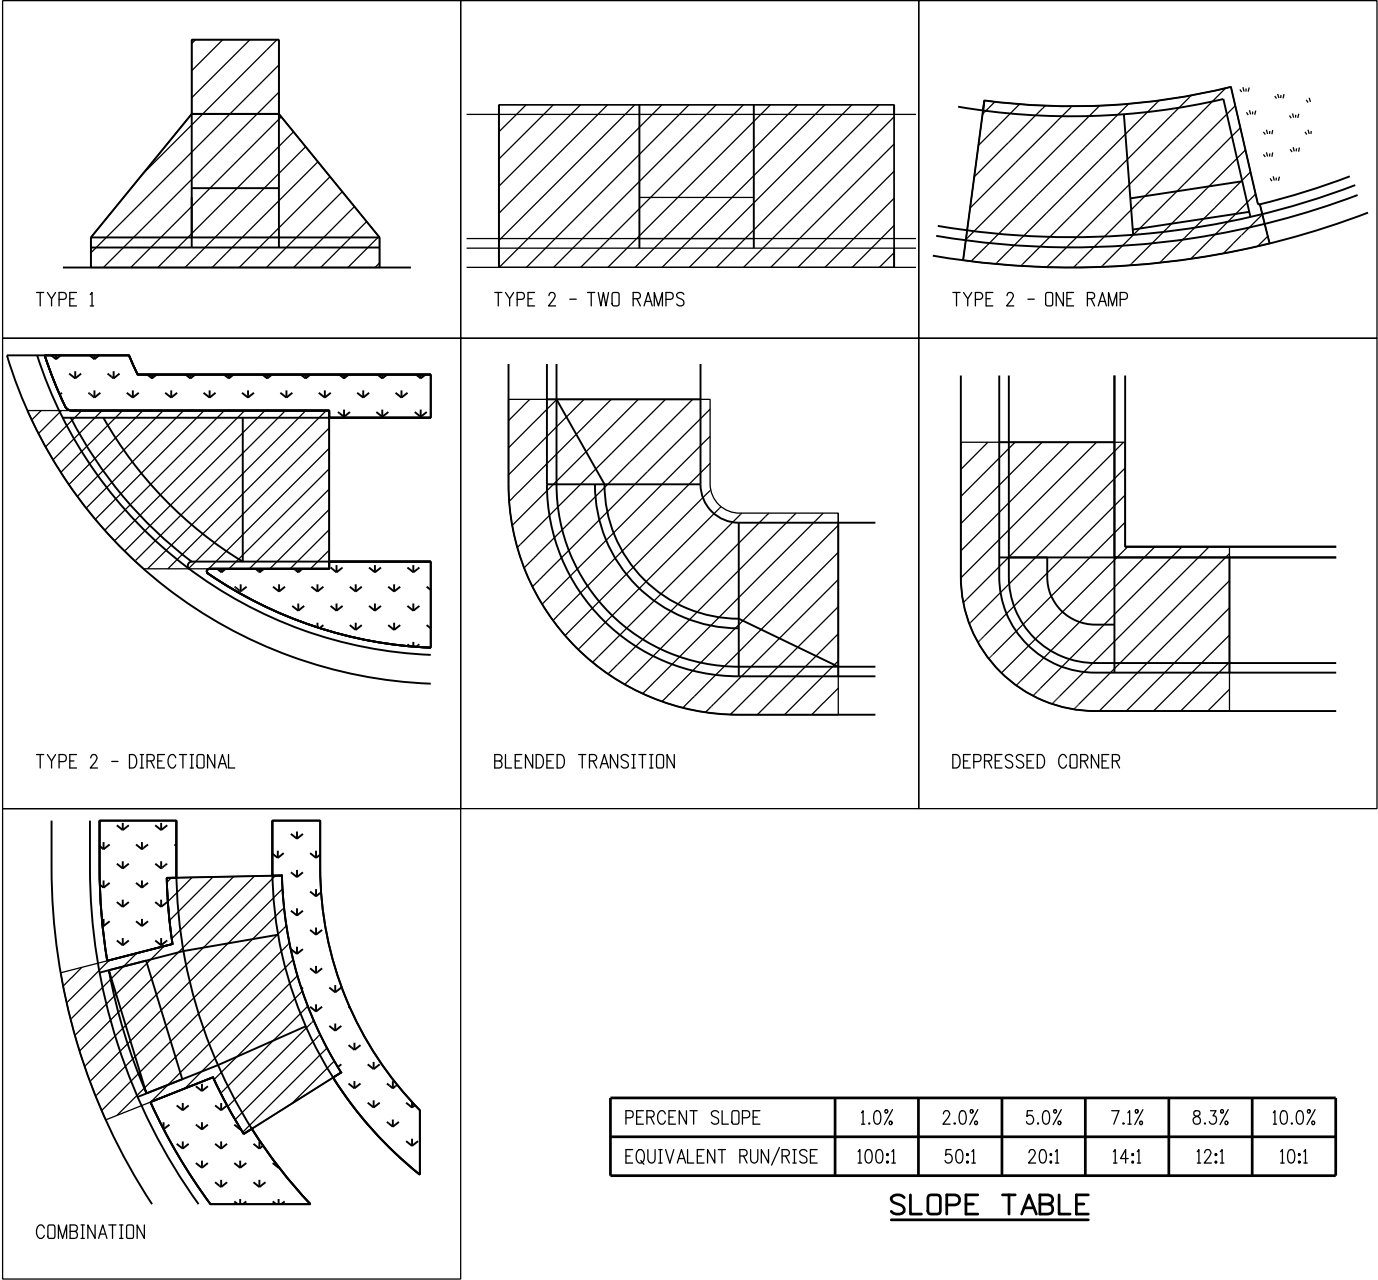 TYPE 1
TYPE 2 - TWO RAMPS
TYPE 2 - ONE RAMP
TYPE 2 - DIRECTIONAL
BLENDED TRANSITION
DEPRESSED CORNER
COMBINATION
PERCENT SLOPE 1.0% 2.0% 5.0% 7.1% 8.3% 10.0%
EQUIVALENT RUN/RISE 100:1 50:1 20:1 14:1 12:1 10:1
SLOPE TABLE